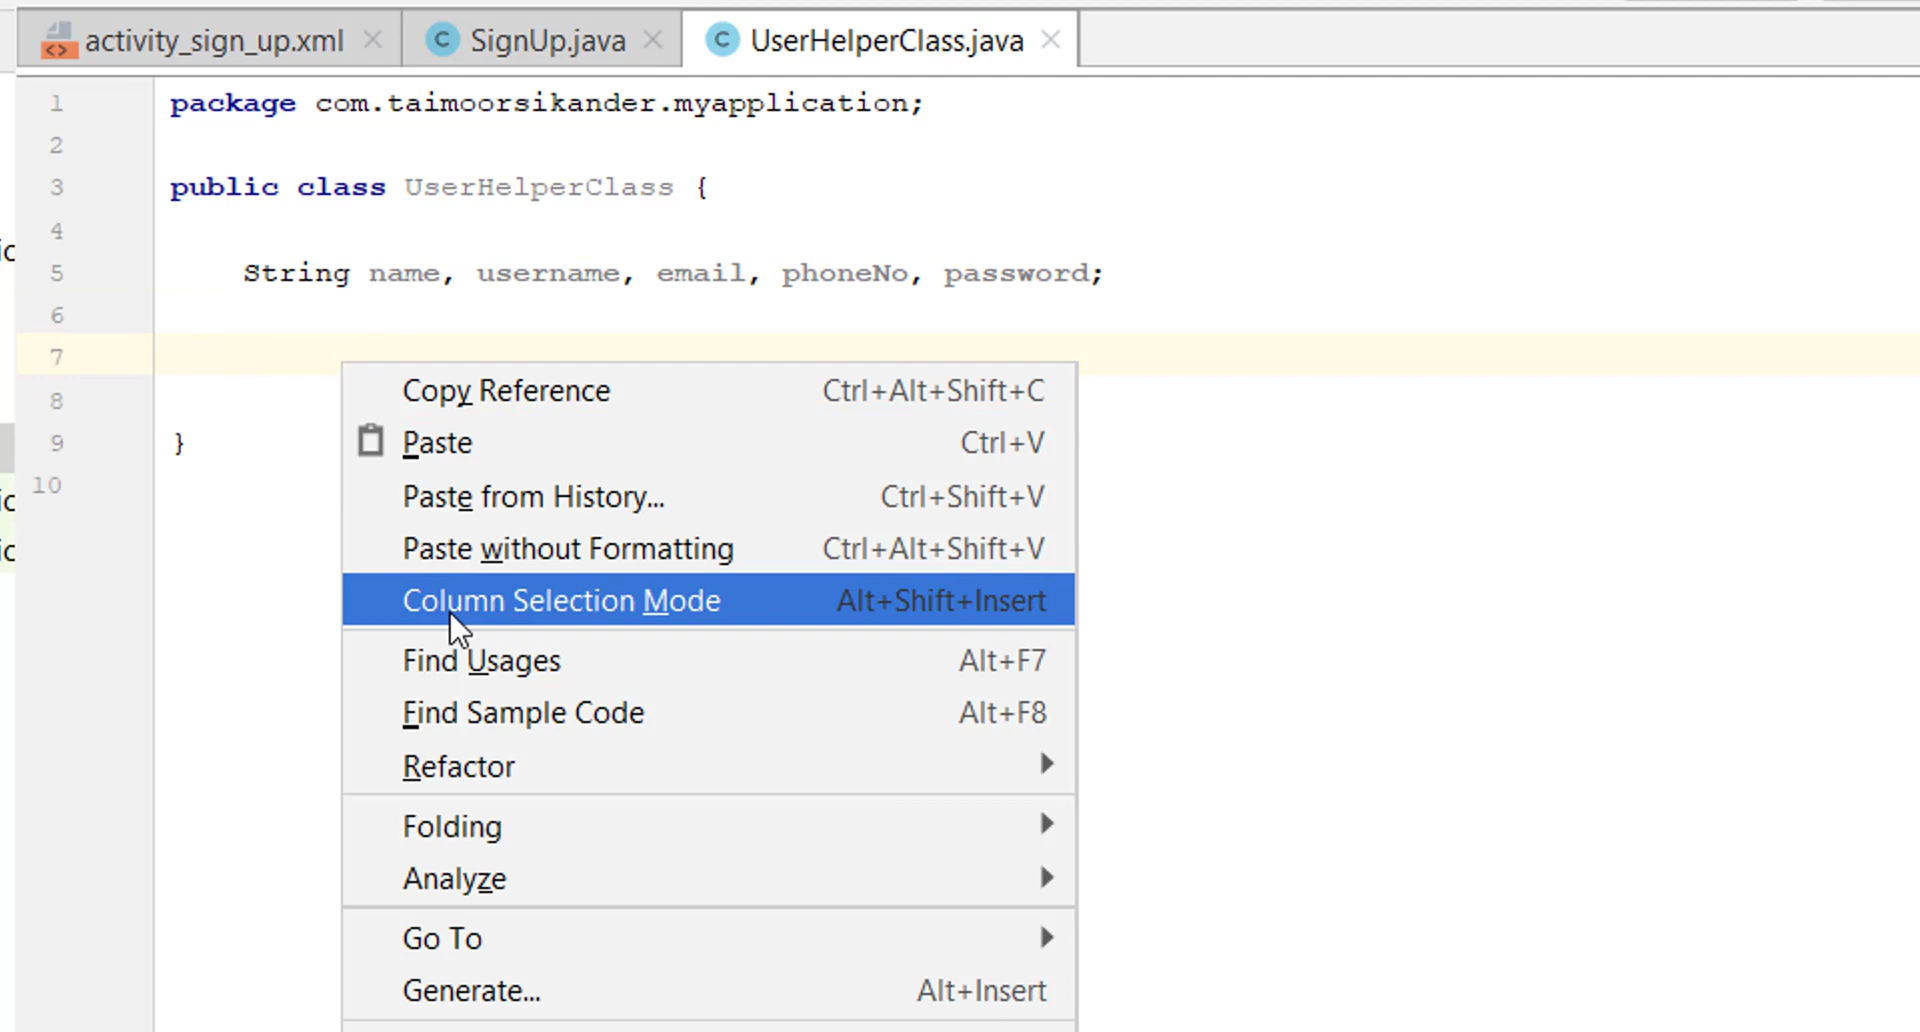 activity_sign_up.xml SignUp.java UserHelperClass.java
1 package com.taimoorsikander.myapplication;
2
3 public class UserHelperClass {
4
5 String name, username, email, phoneNo, password;
6
7
8
9 }
10
Copy Reference Ctrl+Alt+Shift+C
Paste Ctrl+V
Paste from History... Ctrl+Shift+V
Paste without Formatting Ctrl+Alt+Shift+V
Column Selection Mode Alt+Shift+Insert
Find Usages Alt+F7
Find Sample Code Alt+F8
Refactor
Folding
Analyze
Go To
Generate... Alt+Insert